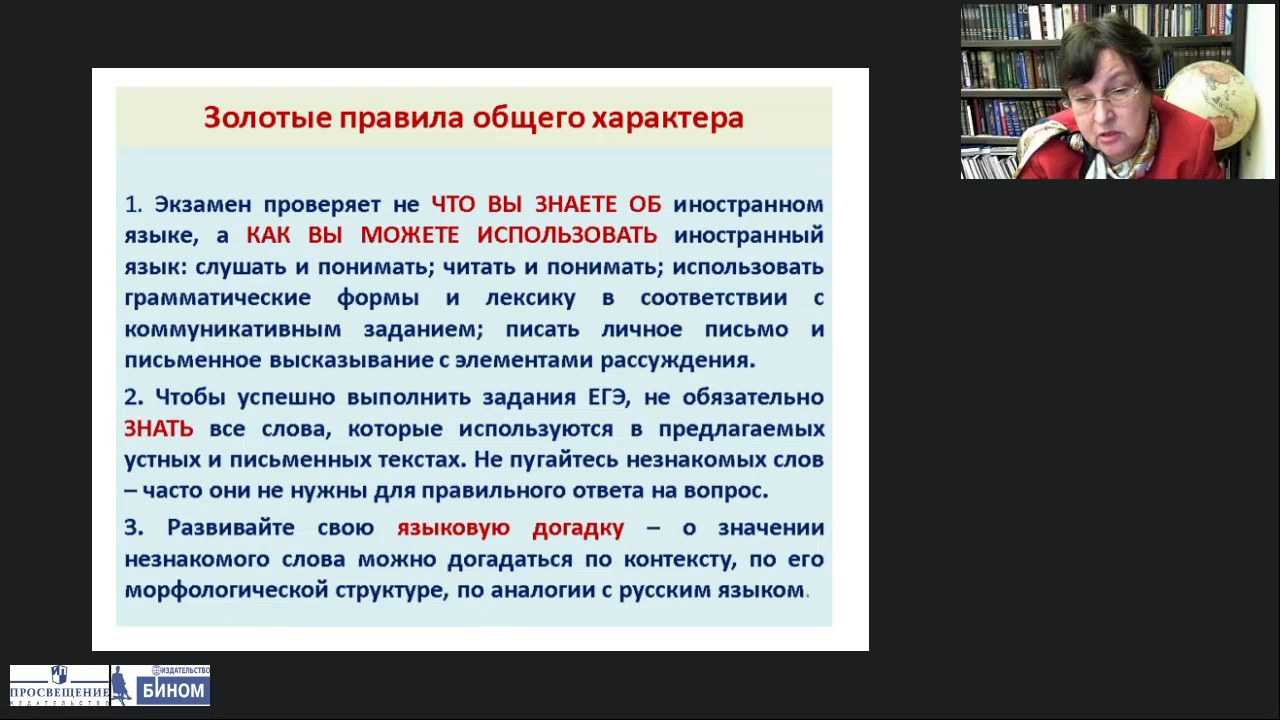 Золотые правила общего характера
1. Экзамен проверяет не ЧТО ВЫ ЗНАЕТЕ ОБ иностранном
языке, а КАК ВЫ МОЖЕТЕ ИСПОЛЬЗОВАТЬ иностранный
язык: слушать и понимать; читать и понимать; использовать
грамматические формы и лексику в соответствии с
коммуникативным заданием; писать личное письмо и
письменное высказывание с элементами рассуждения.
2. Чтобы успешно выполнить задания ЕГЭ, не обязательно
ЗНАТЬ все слова, которые используются в предлагаемых
устных и письменных текстах. Не пугайтесь незнакомых слов
– часто они не нужны для правильного ответа на вопрос.
3. Развивайте свою языковую догадку – о значении
незнакомого слова можно догадаться по контексту, по его
морфологической структуре, по аналогии с русским языком.
ПРОСВЕЩЕНИЕ
ИЗДАТЕЛЬСТВО
ИЗДАТЕЛЬСТВО
БИНОМ